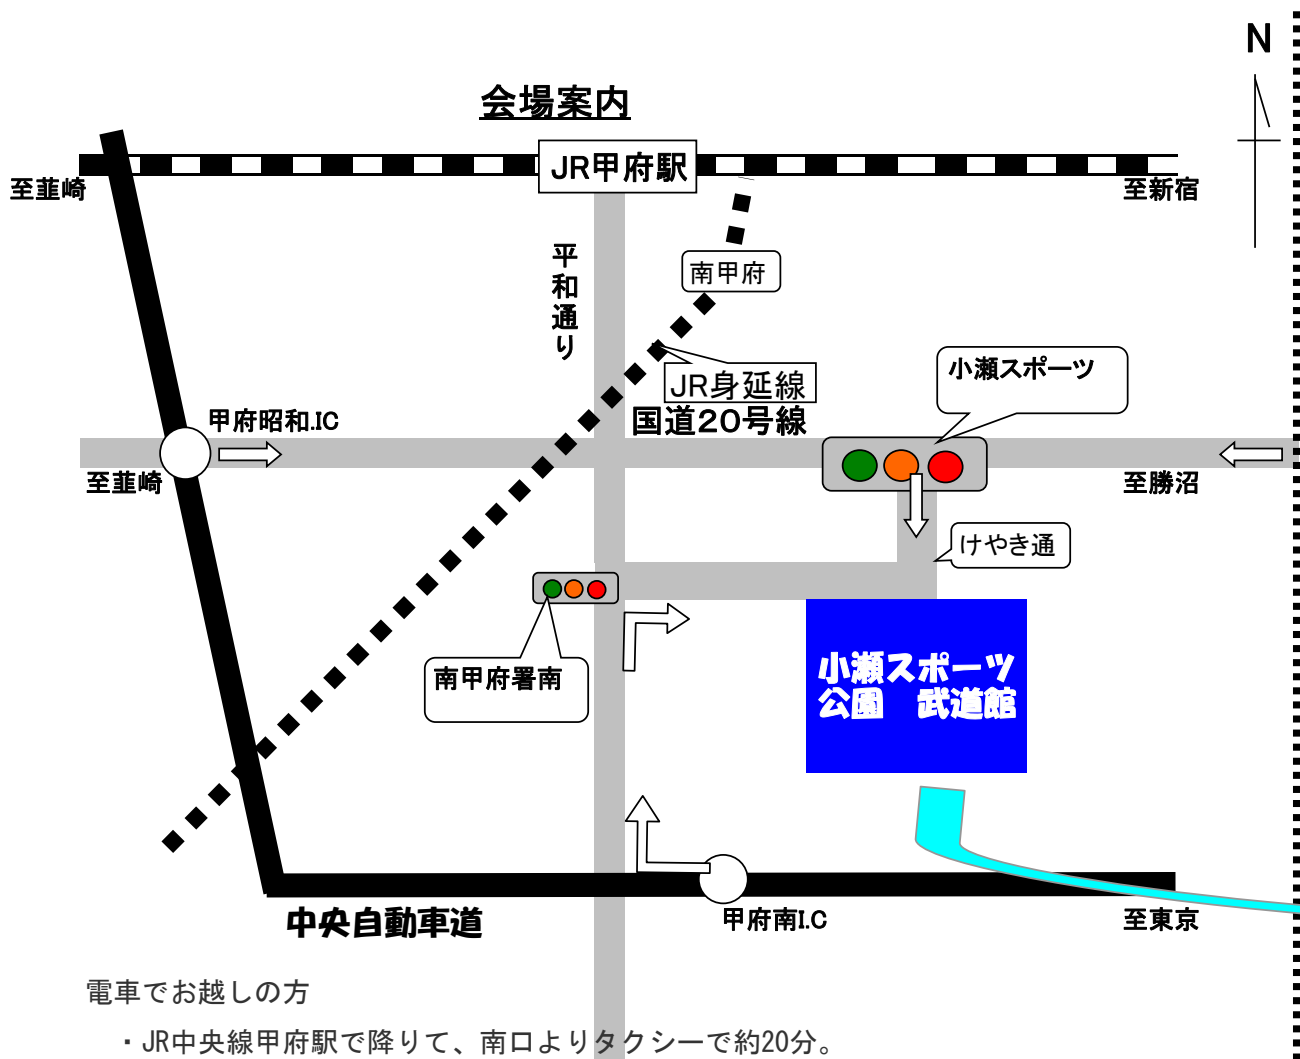 N
会場案内
JR甲府駅
至韮崎
至新宿
平和通り
南甲府
小瀬スポーツ
JR身延線
国道20号線
甲府昭和.IC
至韮崎
至勝沼
けやき通
南甲府署南
小瀬スポーツ
公園　武道館
中央自動車道
甲府南I.C
至東京
電車でお越しの方
・JR中央線甲府駅で降りて、南口よりタクシーで約20分。